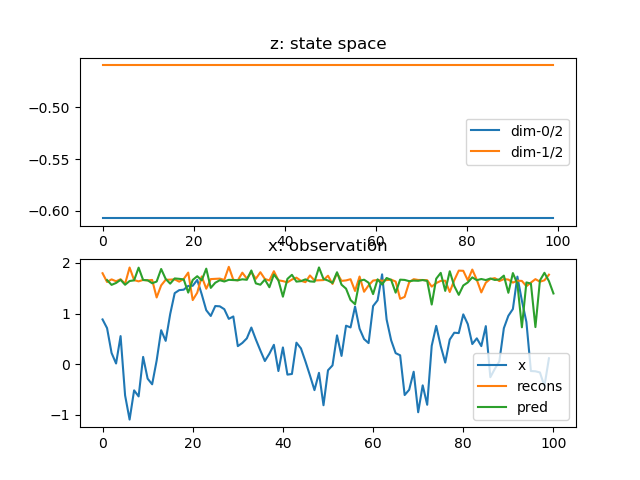 z: state space
−0.50
−0.55
−0.60
dim-0/2
dim-1/2
0 20 40 60 80 100
x: observation
2
1
0
−1
x
recons
pred
0 20 40 60 80 100